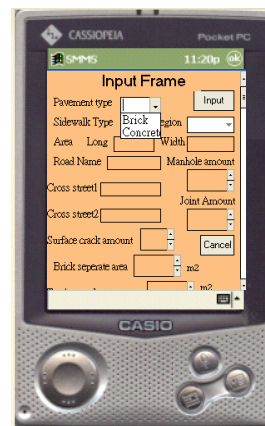 CASSIOPEIA Pocket PC
SMMS 11:20p ok
Input Frame
Pavement type Input
Brick
Concret
Sidewalk Type egion
Area Long Width
Road Name Manhole amount
Cross street1
Joint Amount
Cross street2
Surface crack amount Cancel
Brick seperate area m2
m2
CASIO